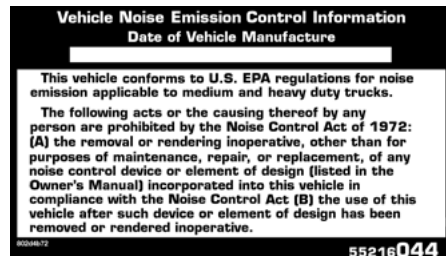 Vehicle Noise Emission Control Information
Date of Vehicle Manufacture
This vehicle conforms to U.S. EPA regulations for noise
emission applicable to medium and heavy duty trucks.
The following acts or the causing thereof by any
person are prohibited by the Noise Control Act of 1972:
(A) the removal or rendering inoperative, other than for
purposes of maintenance, repair, or replacement, of any
noise control device or element of design (listed in the
Owner's Manual) incorporated into this vehicle in
compliance with the Noise Control Act (B) the use of this
vehicle after such device or element of design has been
removed or rendered inoperative.
802d4b72
55216044